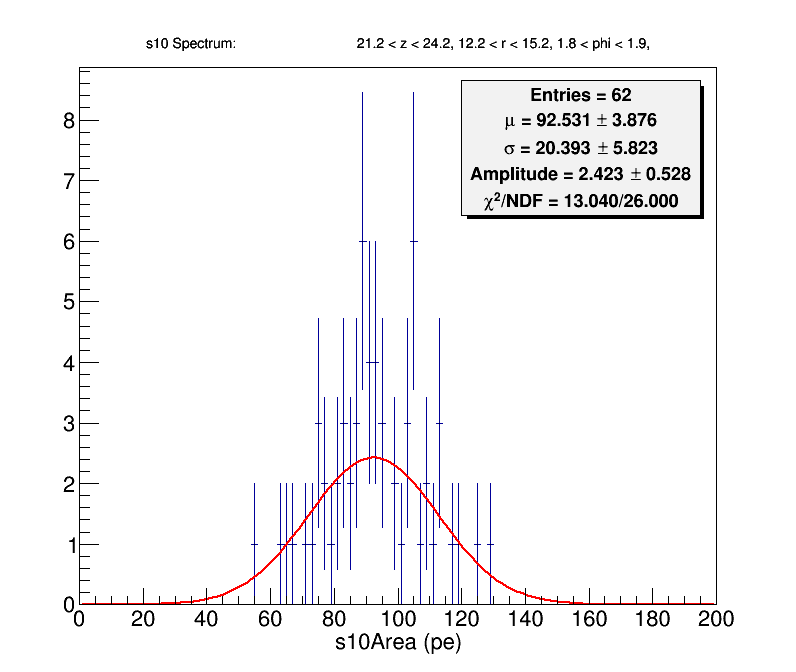 s10 Spectrum: 21.2 < z < 24.2, 12.2 < r < 15.2, 1.8 < phi < 1.9,
Entries = 62
μ = 92.531 ± 3.876
σ = 20.393 ± 5.823
Amplitude = 2.423 ± 0.528
χ²/NDF = 13.040/26.000
8
7
6
5
4
3
2
1
0
0 20 40 60 80 100 120 140 160 180 200
s10Area (pe)